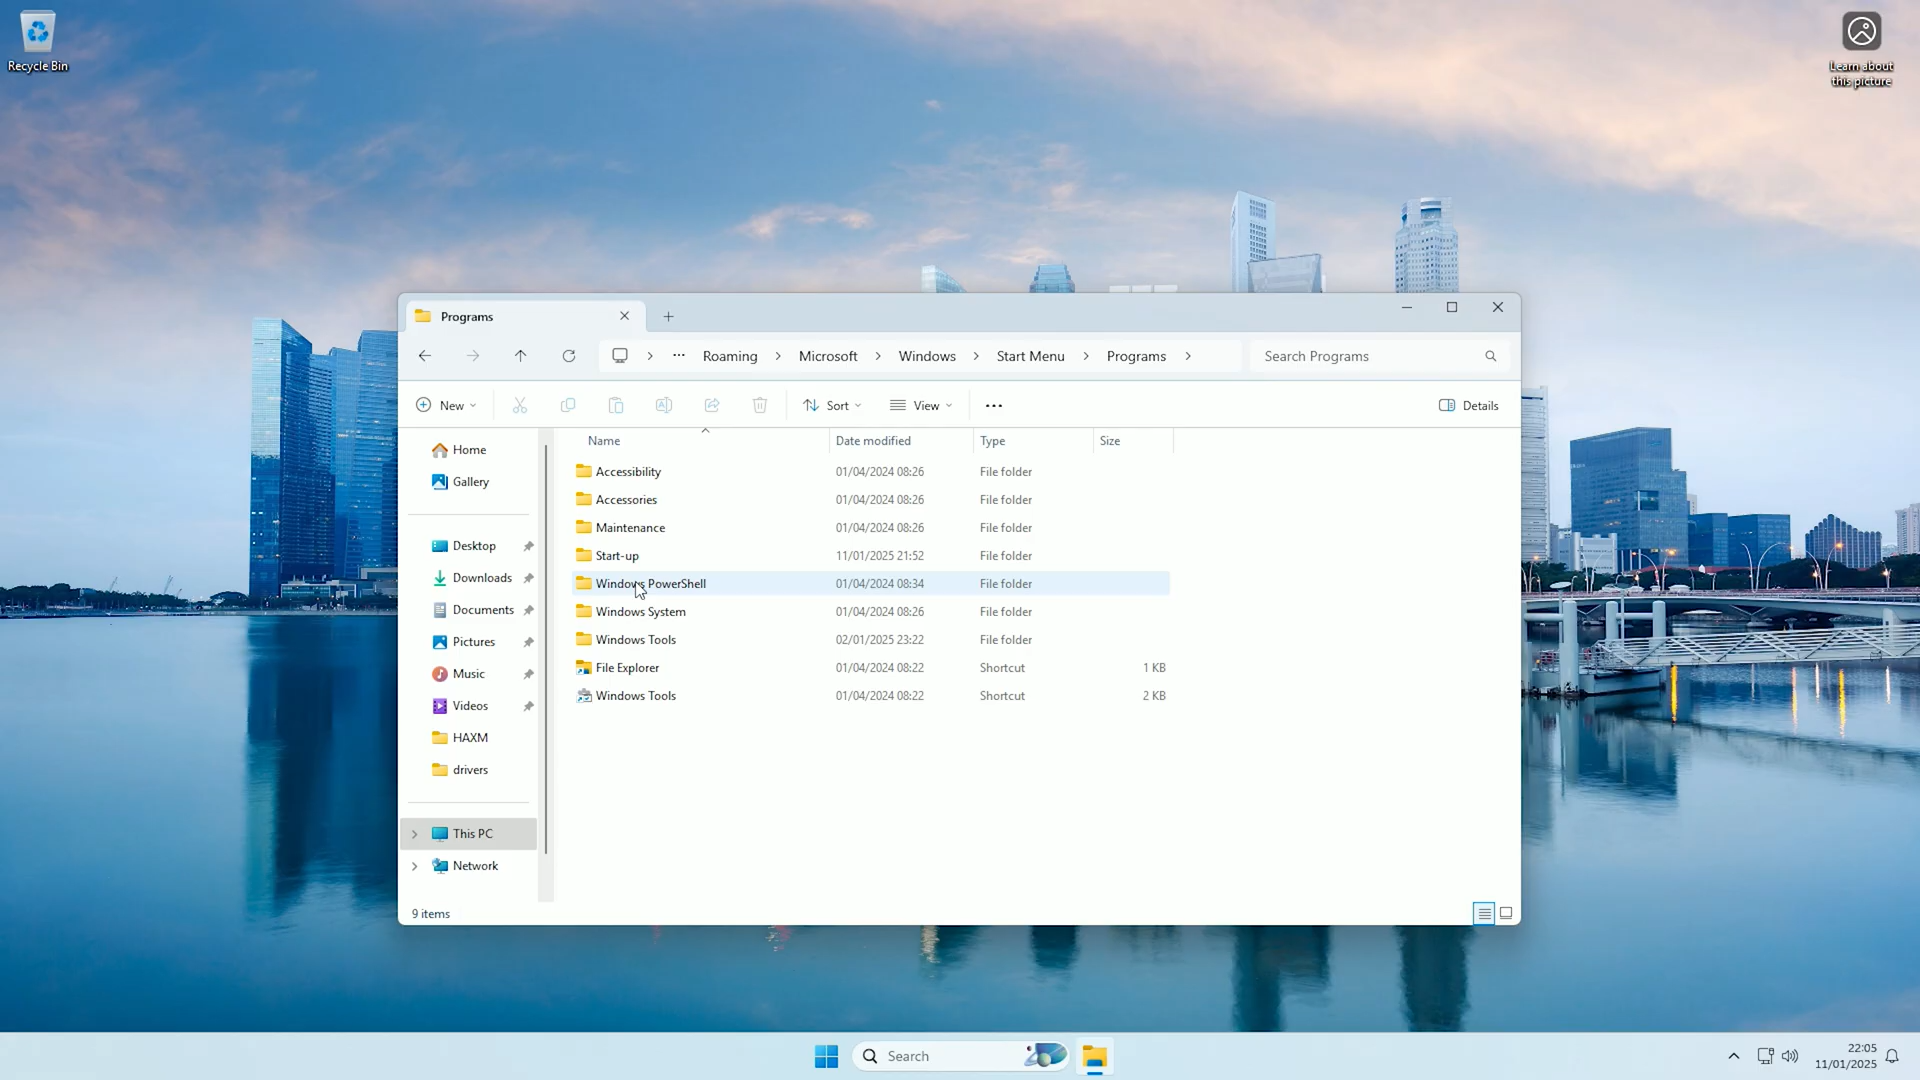 Recycle Bin
Learn about
this picture
Programs
Roaming Microsoft Windows Start Menu Programs
Search Programs
New Sort View Details
Name Date modified Type Size
Home
Gallery
Desktop
Downloads
Documents
Pictures
Music
Videos
HAXM
drivers
This PC
Network
Accessibility 01/04/2024 08:26 File folder
Accessories 01/04/2024 08:26 File folder
Maintenance 01/04/2024 08:26 File folder
Start-up 11/01/2025 21:52 File folder
Windows PowerShell 01/04/2024 08:34 File folder
Windows System 01/04/2024 08:26 File folder
Windows Tools 02/01/2025 23:22 File folder
File Explorer 01/04/2024 08:22 Shortcut 1 KB
Windows Tools 01/04/2024 08:22 Shortcut 2 KB
9 items
Search
22:05
11/01/2025